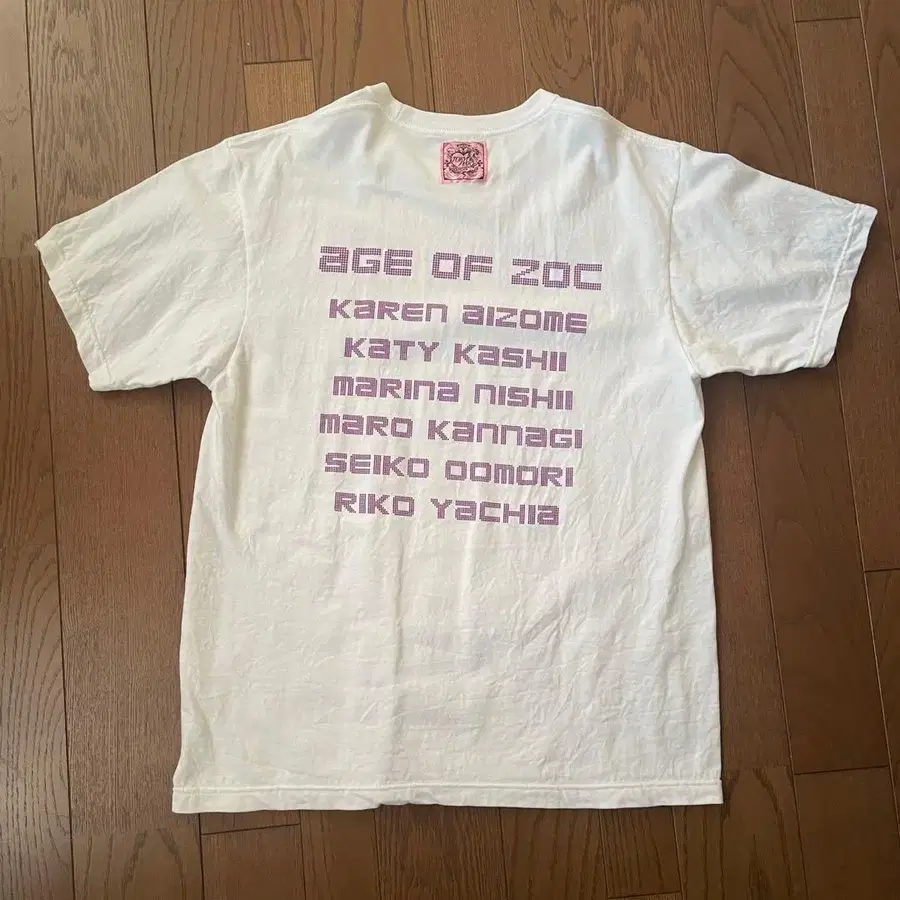 aGE OF ZOC
Karen aizome
Katy Kashii
marina nishii
maro Kannagi
seiko oomori
riko yachia